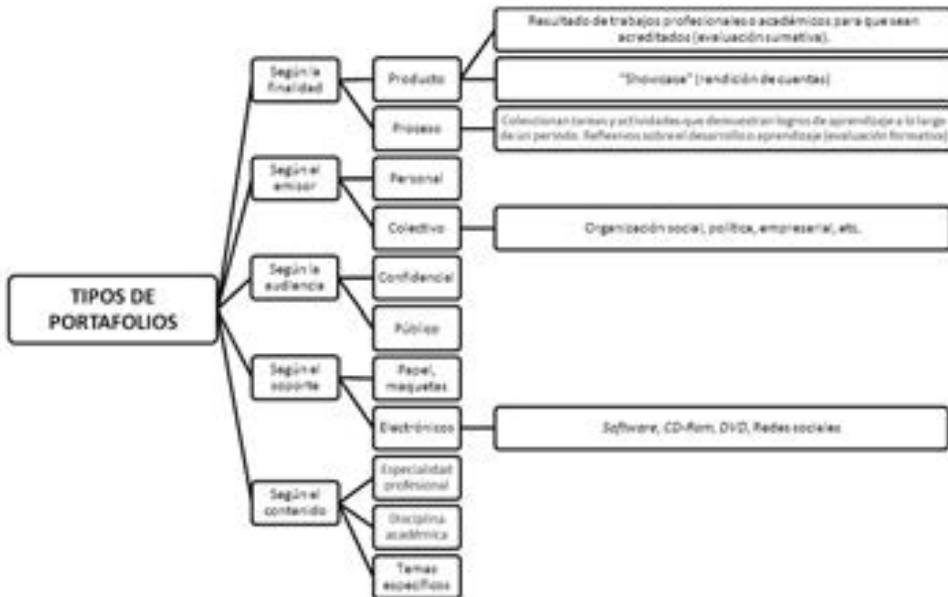 Resultado de trabajos profesionales o académicos para que sean
acreditados (evaluación sumativa).
Según la
finalidad
Producto
"Showcase" (rendición de cuentas)
Proceso
Coleccionan tareas y actividades que demuestran logros de aprendizaje a lo largo
de un periodo. Reflexivos sobre el desarrollo o aprendizaje (evaluación formativa)
Según el
emisor
Personal
Colectivo
Organización social, política, empresarial, etc.
TIPOS DE
PORTAFOLIOS
Según la
audiencia
Confidencial
Público
Según el
soporte
Papel,
maquetas
Electrónicos
Software, CD-Rom, DVD, Redes sociales
Según el
contenido
Especialidad
profesional
Disciplina
académica
Temas
específicos